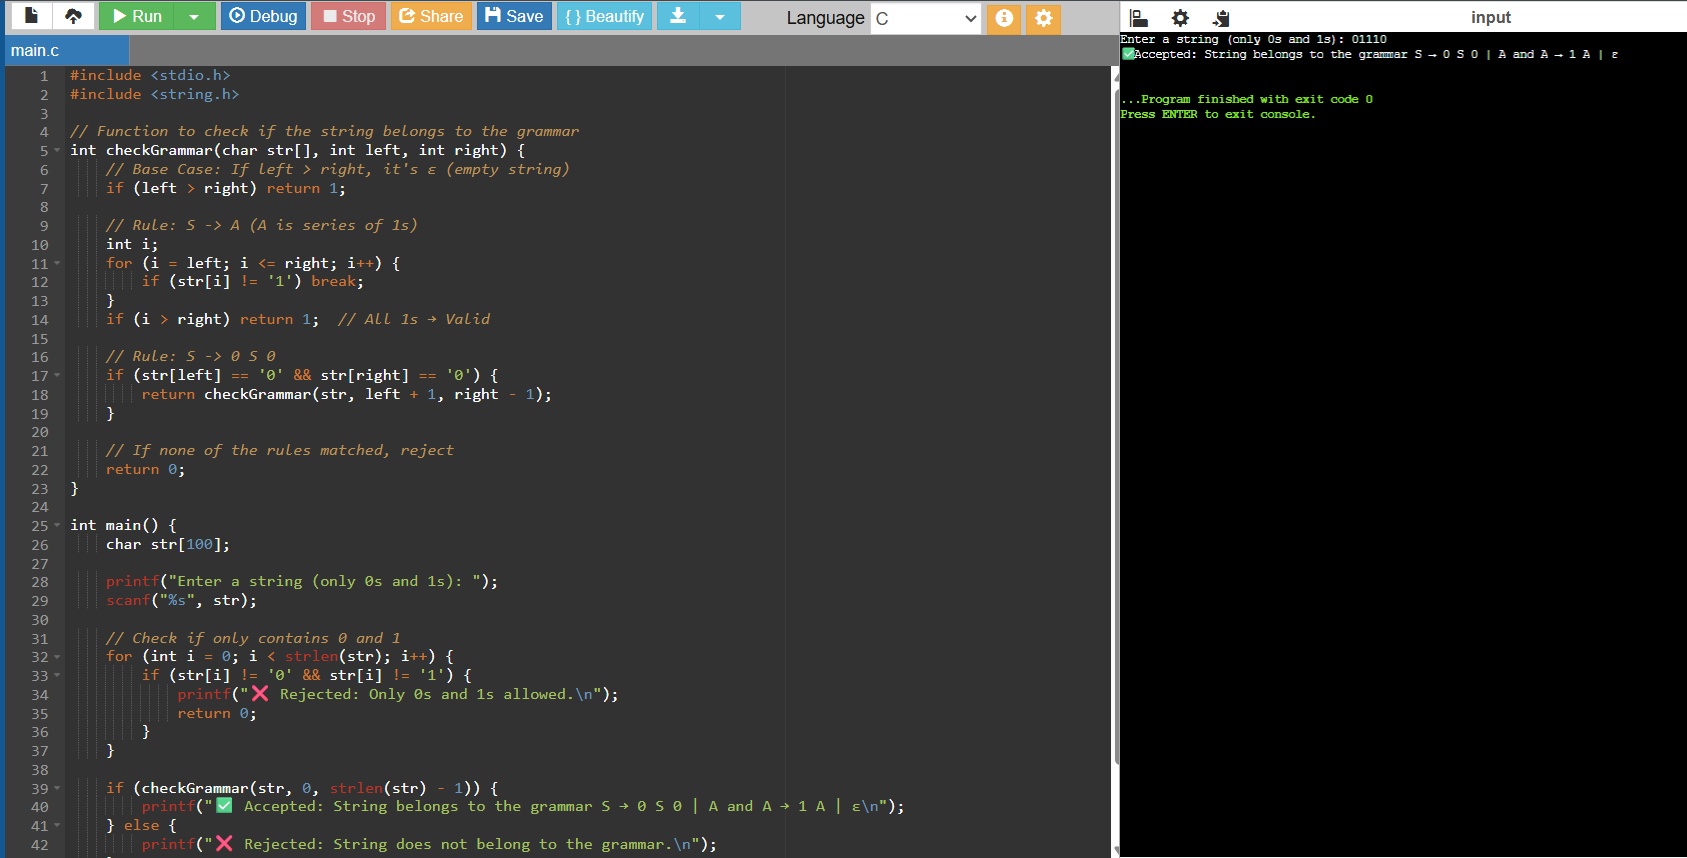 Run Debug Stop Share Save { } Beautify Language C
main.c
1 #include <stdio.h>
2 #include <string.h>
3
4 // Function to check if the string belongs to the grammar
5 int checkGrammar(char str[], int left, int right) {
6 // Base Case: If left > right, it's ε (empty string)
7 if (left > right) return 1;
8
9 // Rule: S -> A (A is series of 1s)
10 int i;
11 for (i = left; i <= right; i++) {
12 if (str[i] != '1') break;
13 }
14 if (i > right) return 1;  // All 1s → Valid
15
16 // Rule: S -> 0 S 0
17 if (str[left] == '0' && str[right] == '0') {
18 return checkGrammar(str, left + 1, right - 1);
19 }
20
21 // If none of the rules matched, reject
22 return 0;
23 }
24
25 int main() {
26 char str[100];
27
28 printf("Enter a string (only 0s and 1s): ");
29 scanf("%s", str);
30
31 // Check if only contains 0 and 1
32 for (int i = 0; i < strlen(str); i++) {
33 if (str[i] != '0' && str[i] != '1') {
34 printf("❌ Rejected: Only 0s and 1s allowed.\n");
35 return 0;
36 }
37 }
38
39 if (checkGrammar(str, 0, strlen(str) - 1)) {
40 printf("✅ Accepted: String belongs to the grammar S → 0 S 0 | A and A → 1 A | ε\n");
41 } else {
42 printf("❌ Rejected: String does not belong to the grammar.\n");
input
Enter a string (only 0s and 1s): 01110
✅Accepted: String belongs to the grammar S → 0 S 0 | A and A → 1 A | ε
...Program finished with exit code 0
Press ENTER to exit console.